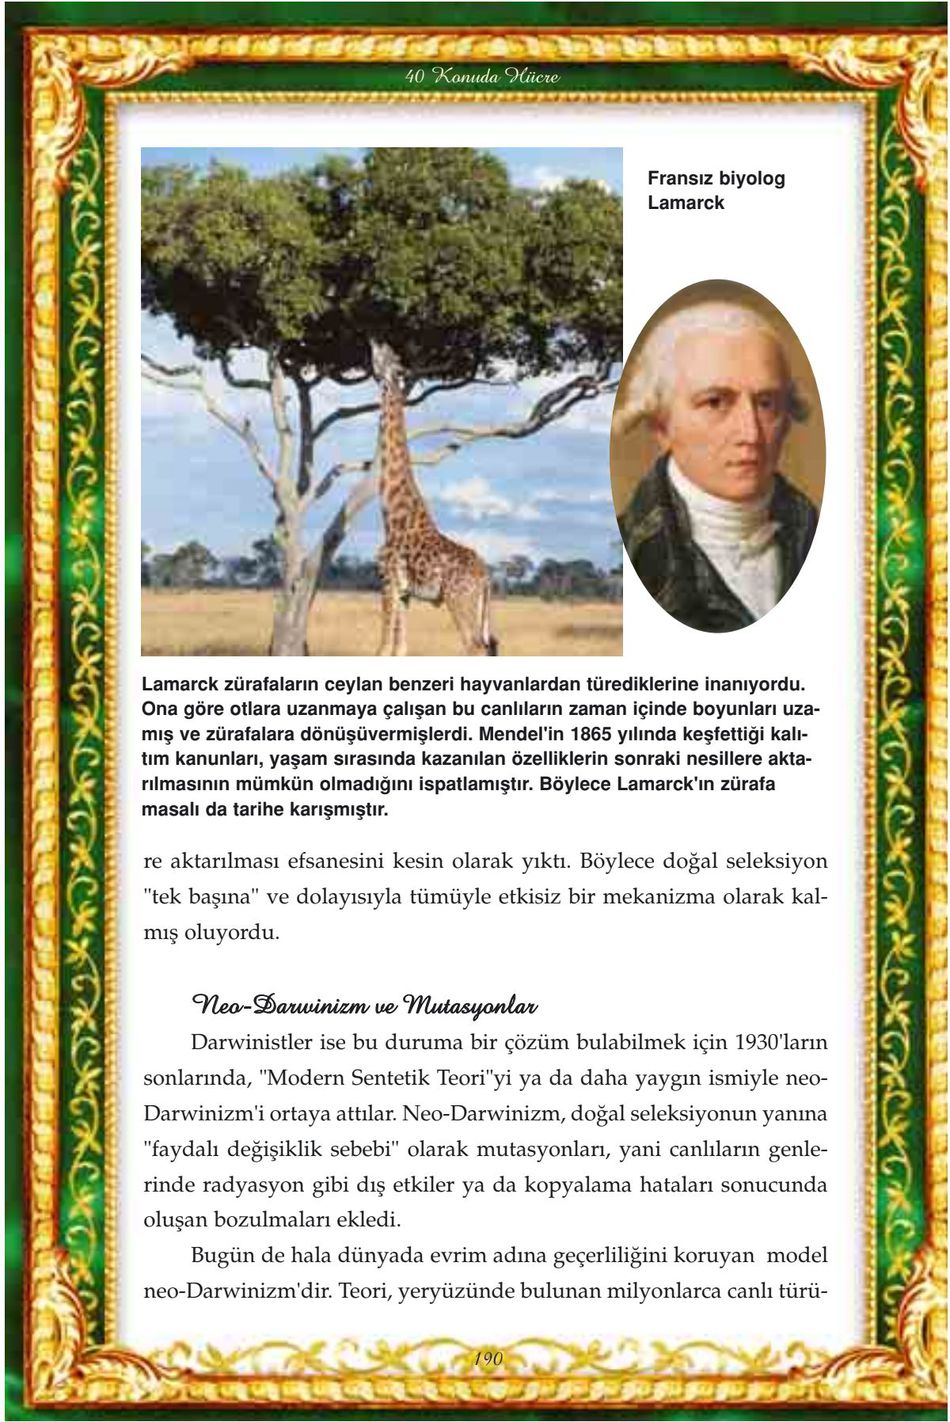 40 Konuda Hücre
Fransız biyolog
Lamarck
Lamarck zürafaların ceylan benzeri hayvanlardan türediklerine inanıyordu.
Ona göre otlara uzanmaya çalışan bu canlıların zaman içinde boyunları uza-
mış ve zürafalara dönüşüvermişlerdi. Mendel'in 1865 yılında keşfettiği kalı-
tım kanunları, yaşam sırasında kazanılan özelliklerin sonraki nesillere akta-
rılmasının mümkün olmadığını ispatlamıştır. Böylece Lamarck'ın zürafa
masalı da tarihe karışmıştır.
re aktarılması efsanesini kesin olarak yıktı. Böylece doğal seleksiyon
"tek başına" ve dolayısıyla tümüyle etkisiz bir mekanizma olarak kal-
mış oluyordu.
Neo-Darwinizm ve Mutasyonlar
Darwinistler ise bu duruma bir çözüm bulabilmek için 1930'ların
sonlarında, "Modern Sentetik Teori"yi ya da daha yaygın ismiyle neo-
Darwinizm'i ortaya attılar. Neo-Darwinizm, doğal seleksiyonun yanına
"faydalı değişiklik sebebi" olarak mutasyonları, yani canlıların genle-
rinde radyasyon gibi dış etkiler ya da kopyalama hataları sonucunda
oluşan bozulmaları ekledi.
Bugün de hala dünyada evrim adına geçerliliğini koruyan model
neo-Darwinizm'dir. Teori, yeryüzünde bulunan milyonlarca canlı türü-
190